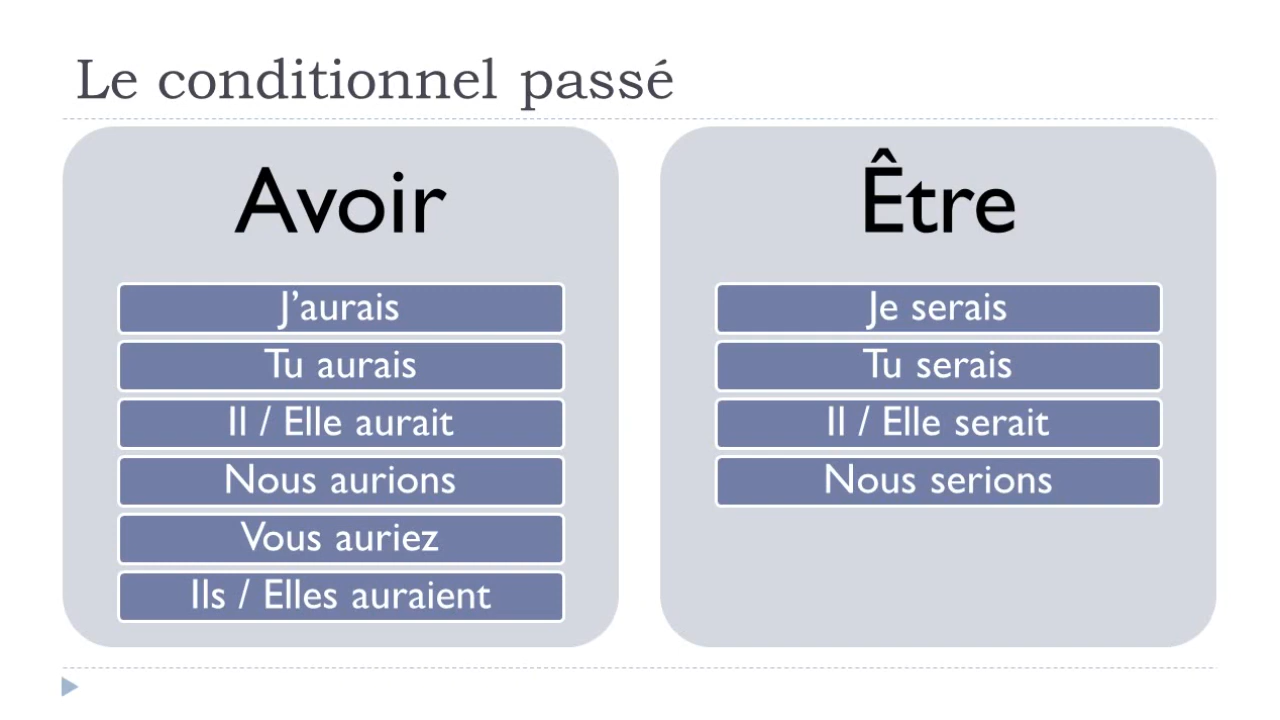 Le conditionnel passé
Avoir
J’aurais
Tu aurais
Il / Elle aurait
Nous aurions
Vous auriez
Ils / Elles auraient
Être
Je serais
Tu serais
Il / Elle serait
Nous serions